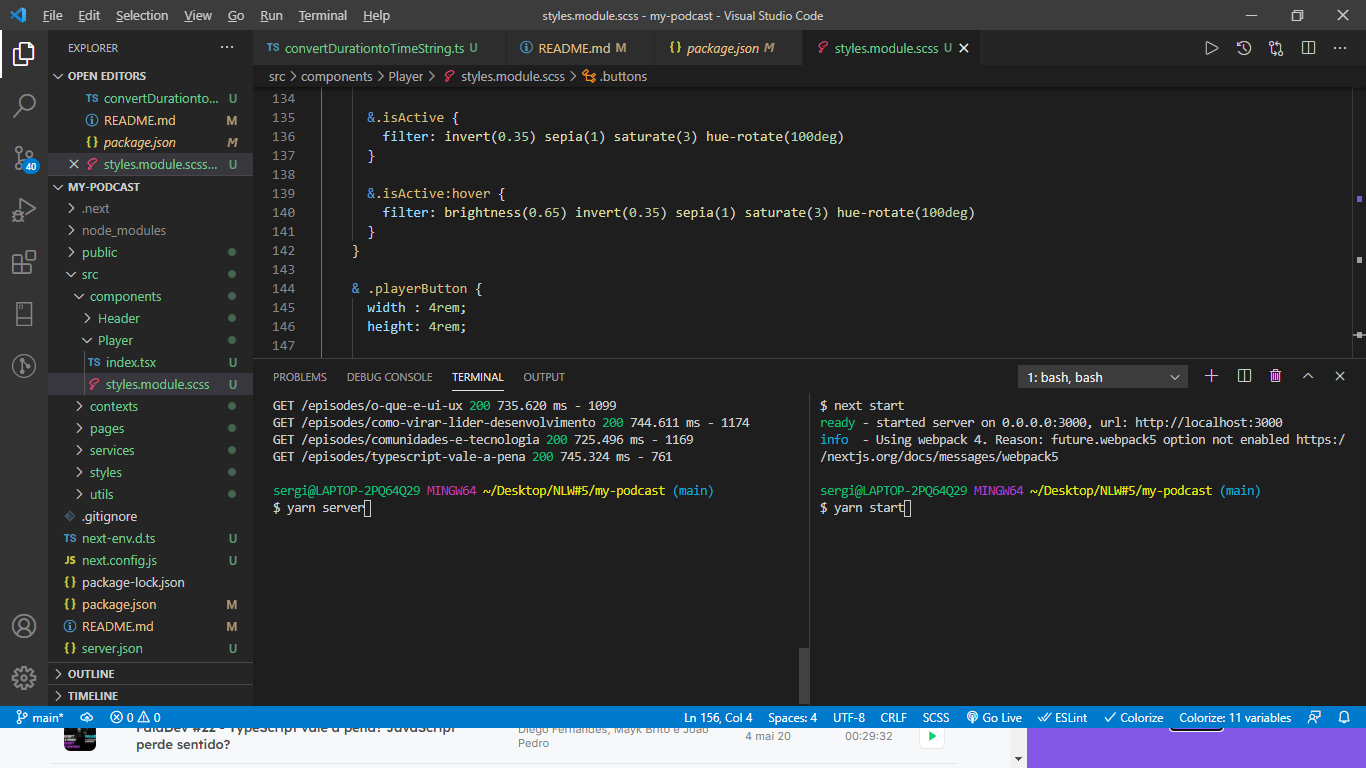 File Edit Selection View Go Run Terminal Help
styles.module.scss - my-podcast - Visual Studio Code
EXPLORER
OPEN EDITORS
TS convertDurationto... U
README.md M
{} package.json M
styles.module.scss... U
MY-PODCAST
.next
node_modules
public
src
components
Header
Player
TS index.tsx U
styles.module.scss U
contexts
pages
services
styles
utils
.gitignore
TS next-env.d.ts U
JS next.config.js U
{} package-lock.json
{} package.json M
README.md M
{} server.json U
OUTLINE
TIMELINE
40
TS convertDurationtoTimeString.ts U
README.md M
{} package.json M
styles.module.scss U
src > components > Player > styles.module.scss > .buttons
134
135 &.isActive {
136 filter: invert(0.35) sepia(1) saturate(3) hue-rotate(100deg)
137 }
138
139 &.isActive:hover {
140 filter: brightness(0.65) invert(0.35) sepia(1) saturate(3) hue-rotate(100deg)
141 }
142 }
143
144 & .playerButton {
145 width : 4rem;
146 height: 4rem;
147
PROBLEMS DEBUG CONSOLE TERMINAL OUTPUT
1: bash, bash
GET /episodes/o-que-e-ui-ux 200 735.620 ms - 1099
GET /episodes/como-virar-lider-desenvolvimento 200 744.611 ms - 1174
GET /episodes/comunidades-e-tecnologia 200 725.496 ms - 1169
GET /episodes/typescript-vale-a-pena 200 745.324 ms - 761
sergi@LAPTOP-2PQ64Q29 MINGW64 ~/Desktop/NLW#5/my-podcast (main)
$ yarn server
$ next start
ready - started server on 0.0.0.0:3000, url: http://localhost:3000
info - Using webpack 4. Reason: future.webpack5 option not enabled https:/
/nextjs.org/docs/messages/webpack5
sergi@LAPTOP-2PQ64Q29 MINGW64 ~/Desktop/NLW#5/my-podcast (main)
$ yarn start
main* 0 0 Ln 156, Col 4 Spaces: 4 UTF-8 CRLF SCSS Go Live ESLint Colorize Colorize: 11 variables
FalaDev #22 - TypeScript vale a pena? JavaScript
perde sentido?
Diego Fernandes, Mayk Brito e João
Pedro
4 mai 20
00:29:32